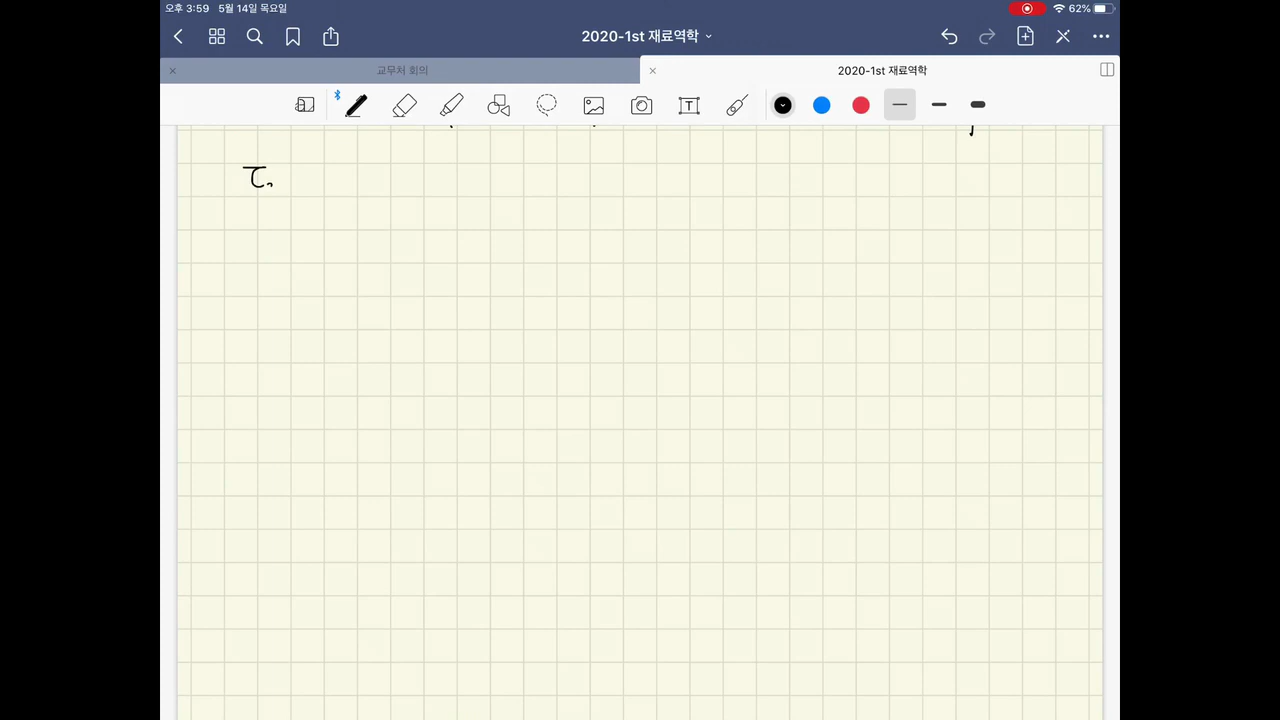 오후 3:59 5월 14일 목요일 62%
2020-1st 재료역학
교무처 회의 2020-1st 재료역학
T
τ,